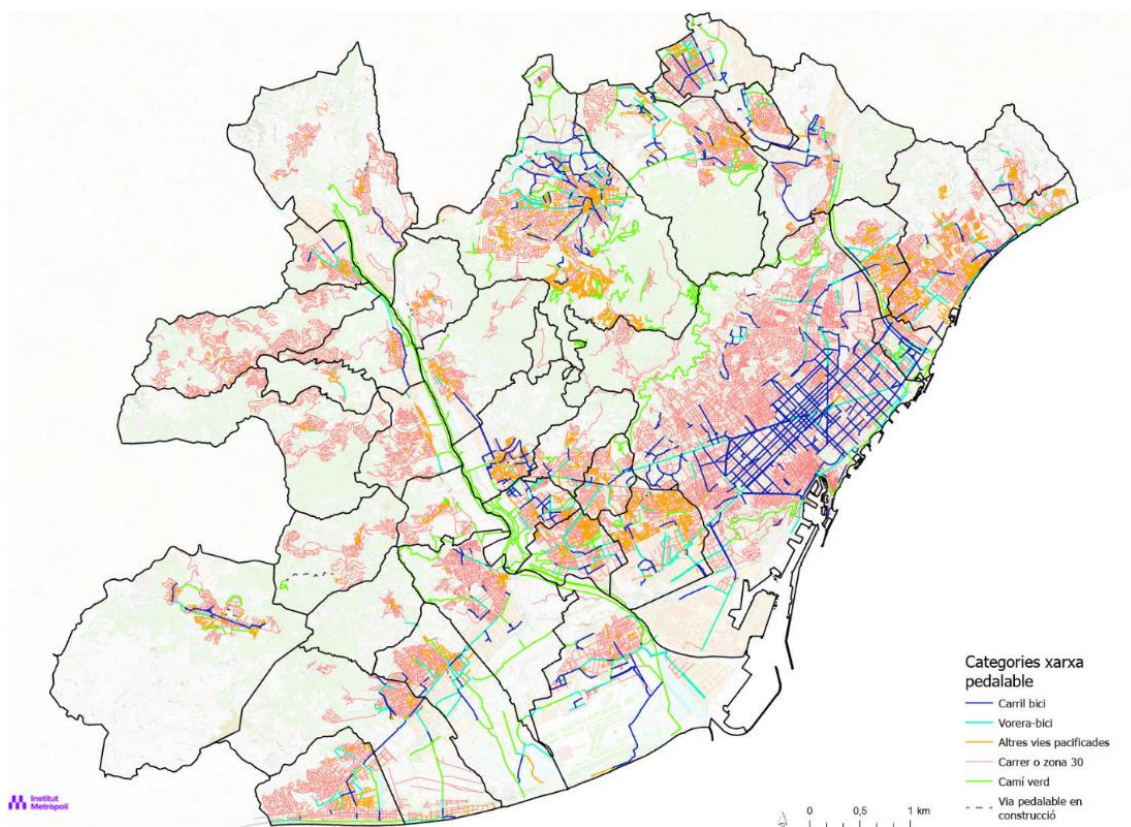 Categories xarxa
pedalable
Carril bici
Vorera-bici
Altres vies pacificades
Carrer o zona 30
Camí verd
Via pedalable en
construcció
Institut
Metròpoli
0 0,5 1 km